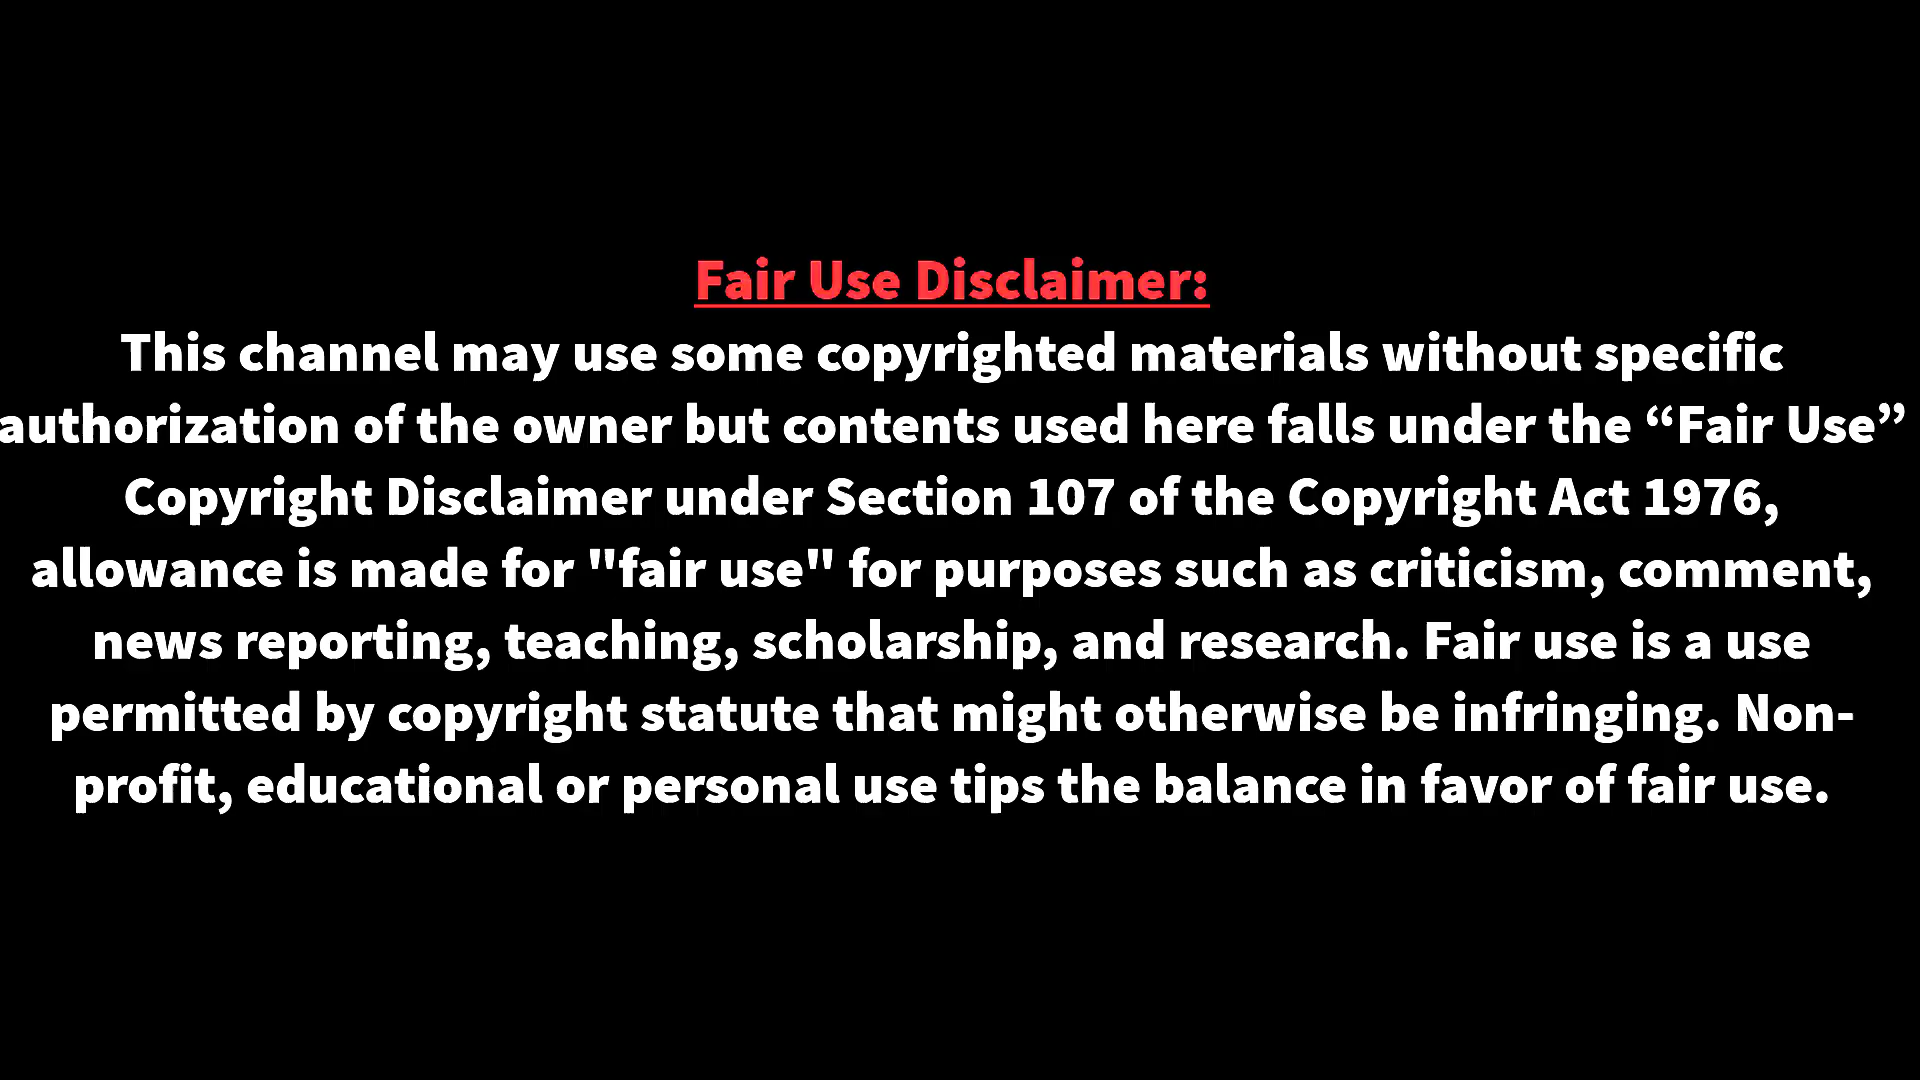 Fair Use Disclaimer:
This channel may use some copyrighted materials without specific
authorization of the owner but contents used here falls under the “Fair Use”
Copyright Disclaimer under Section 107 of the Copyright Act 1976,
allowance is made for "fair use" for purposes such as criticism, comment,
news reporting, teaching, scholarship, and research. Fair use is a use
permitted by copyright statute that might otherwise be infringing. Non-
profit, educational or personal use tips the balance in favor of fair use.